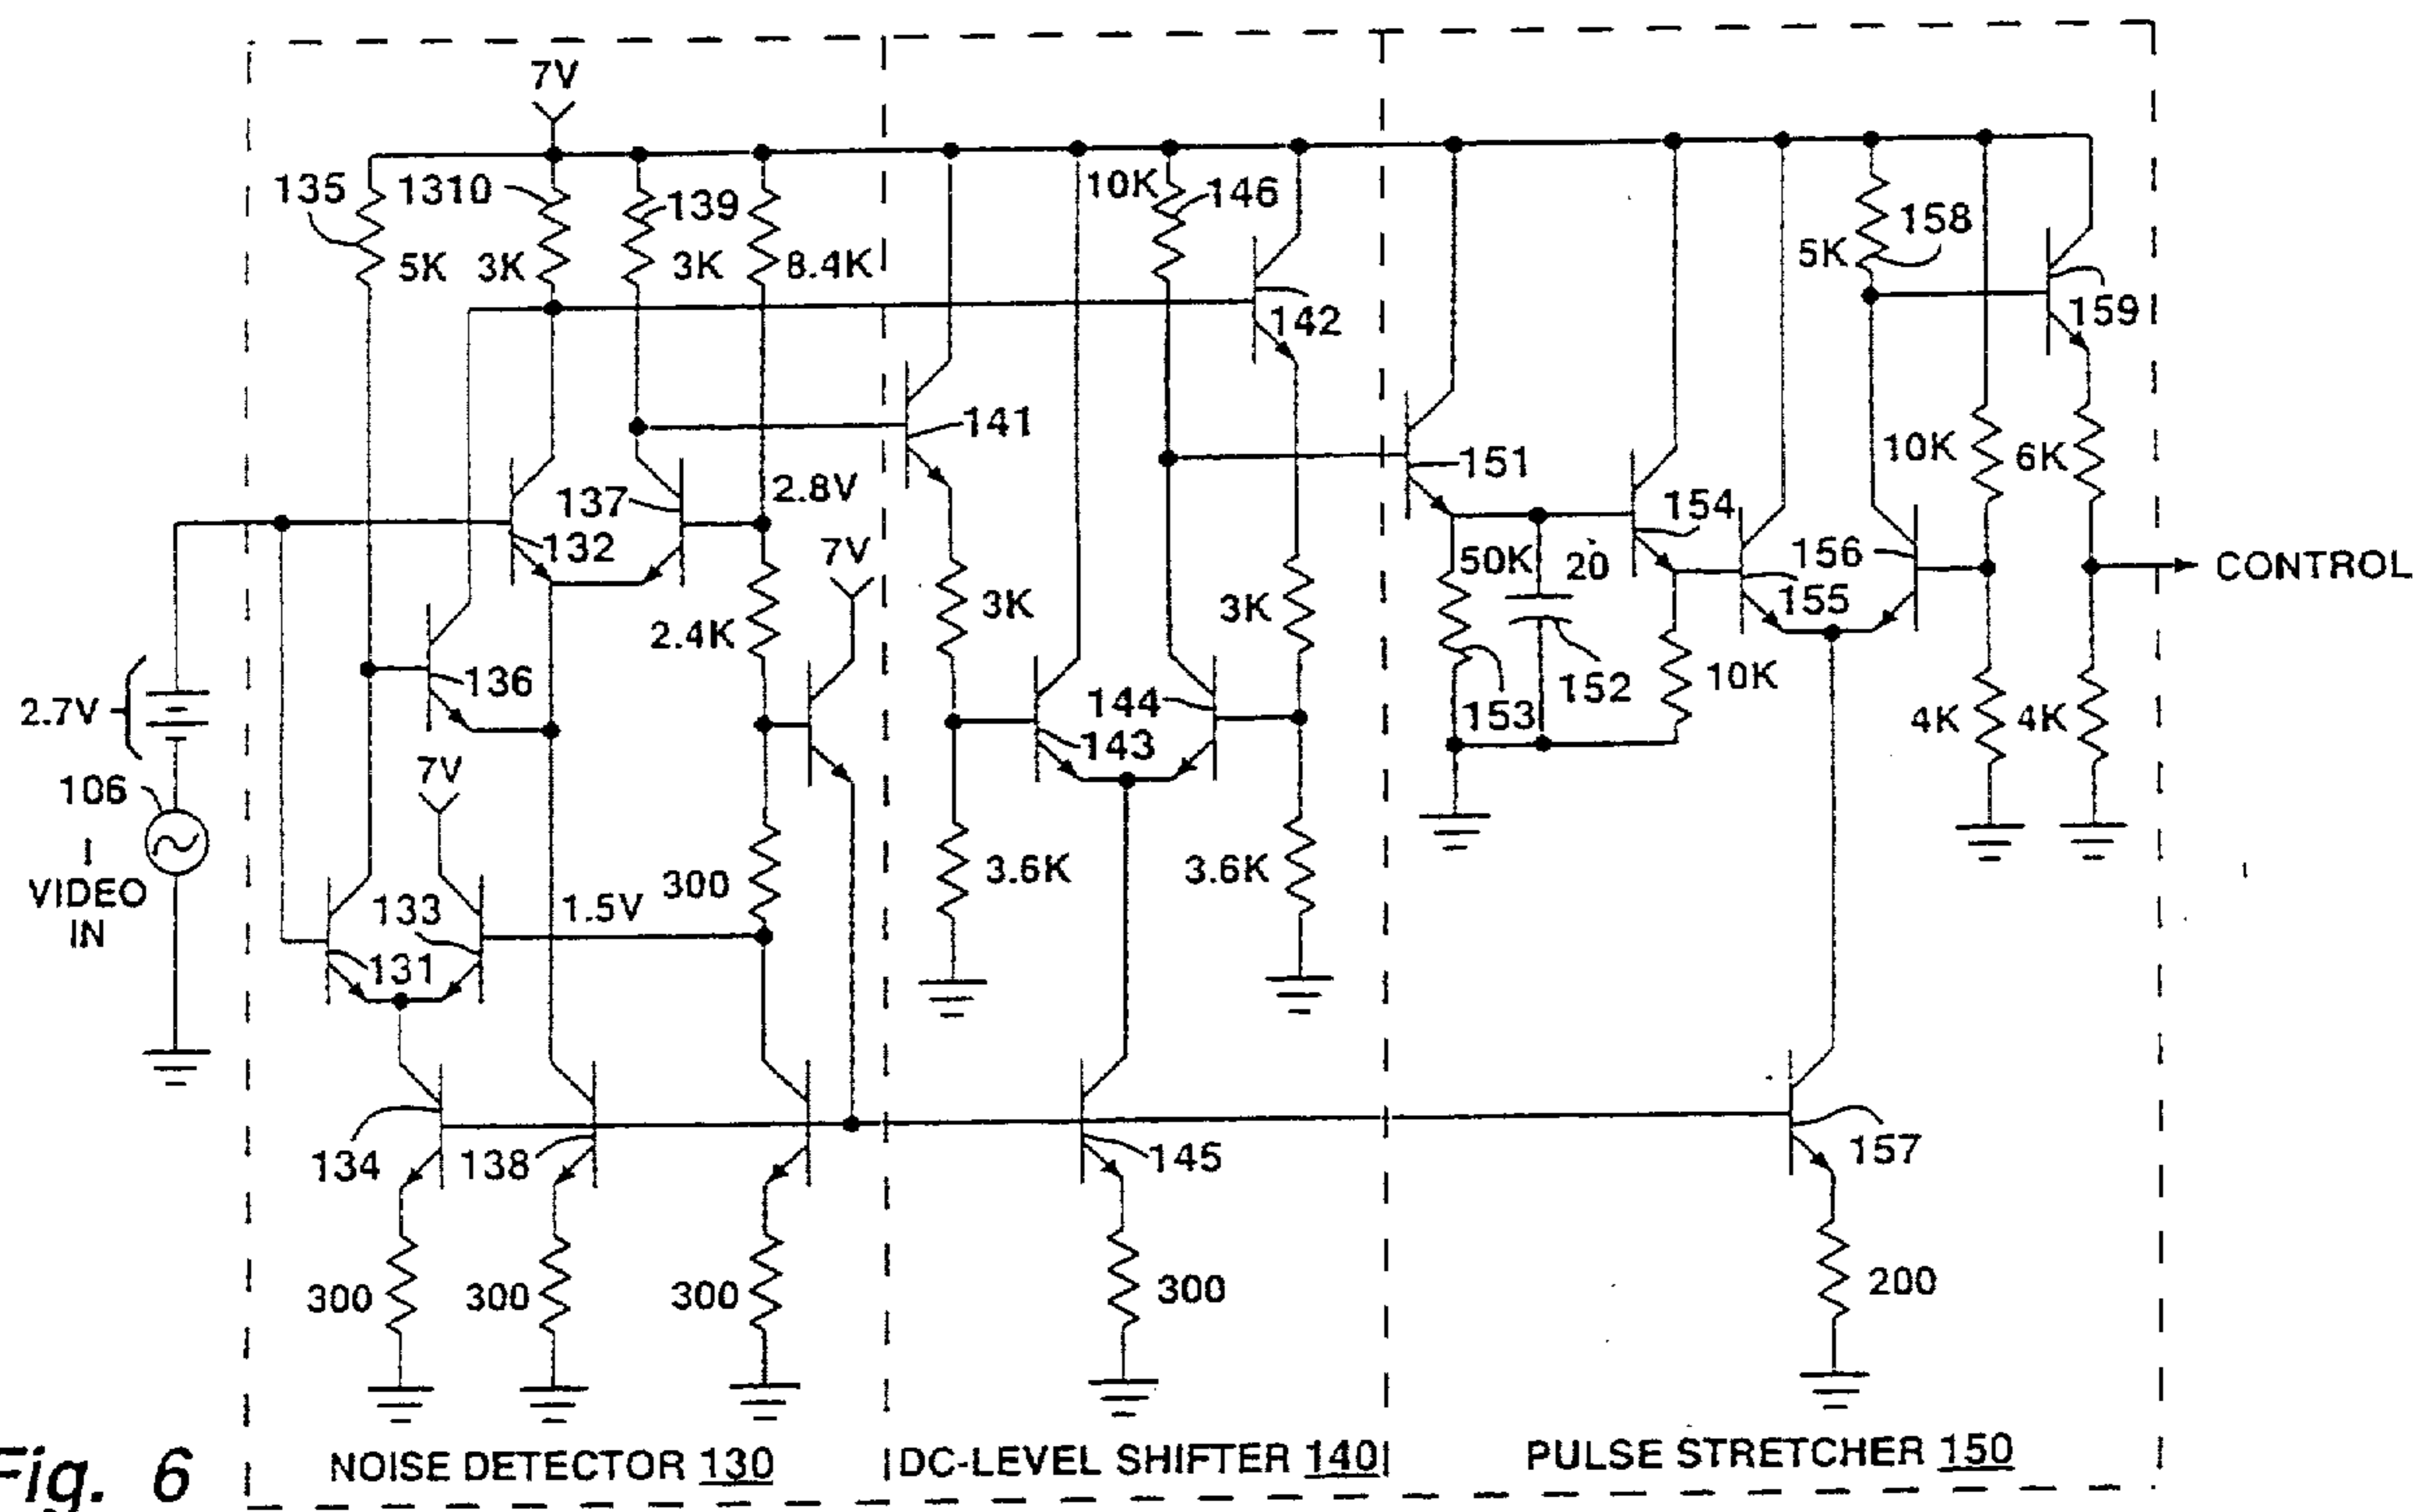 7V
135
1310
139
10K
146
158
5K
3K
3K
8.4K
5K
142
159
141
2.8V
137
151
154
10K
6K
132
7V
50K
20
156
CONTROL
155
2.4K
3K
3K
136
144
152
10K
2.7V
153
4K
4K
143
7V
106
I
VIDEO
IN
133
1.5V
300
3.6K
3.6K
131
134
138
145
157
300
300
300
300
200
Fig. 6
NOISE DETECTOR 130
DC-LEVEL SHIFTER 140
PULSE STRETCHER 150